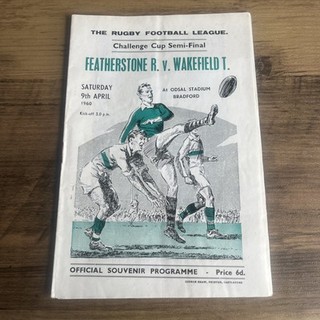 THE RUGBY FOOTBALL LEAGUE.
Challenge Cup Semi-Final
FEATHERSTONE R. v. WAKEFIELD T.
SATURDAY
9th APRIL
1960
Kick-off 3.0 p.m.
At ODSAL STADIUM
BRADFORD
OFFICIAL SOUVENIR PROGRAMME - Price 6d.